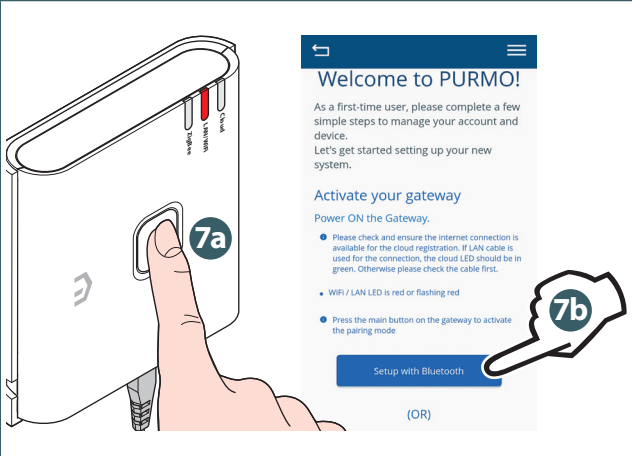 ZigBee
LAN/WiFi
Cloud
7a
Welcome to PURMO!
As a first-time user, please complete a few
simple steps to manage your account and
device.
Let's get started setting up your new
system.
Activate your gateway
Power ON the Gateway.
Please check and ensure the internet connection is
available for the cloud registration. If LAN cable is
used for the connection, the cloud LED should be in
green. Otherwise please check the cable first.
WiFi / LAN LED is red or flashing red
Press the main button on the gateway to activate
the pairing mode
7b
Setup with Bluetooth
(OR)